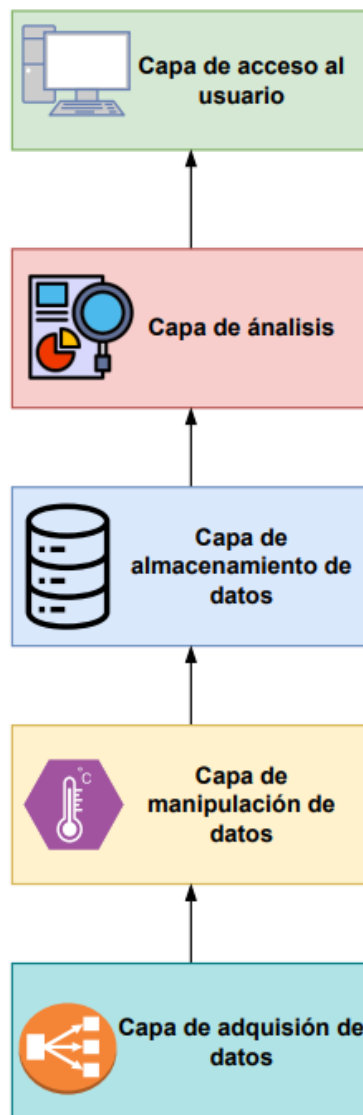 Capa de acceso al
usuario
Capa de ánalisis
Capa de
almacenamiento de
datos
°C
Capa de
manipulación de
datos
Capa de adquisión de
datos